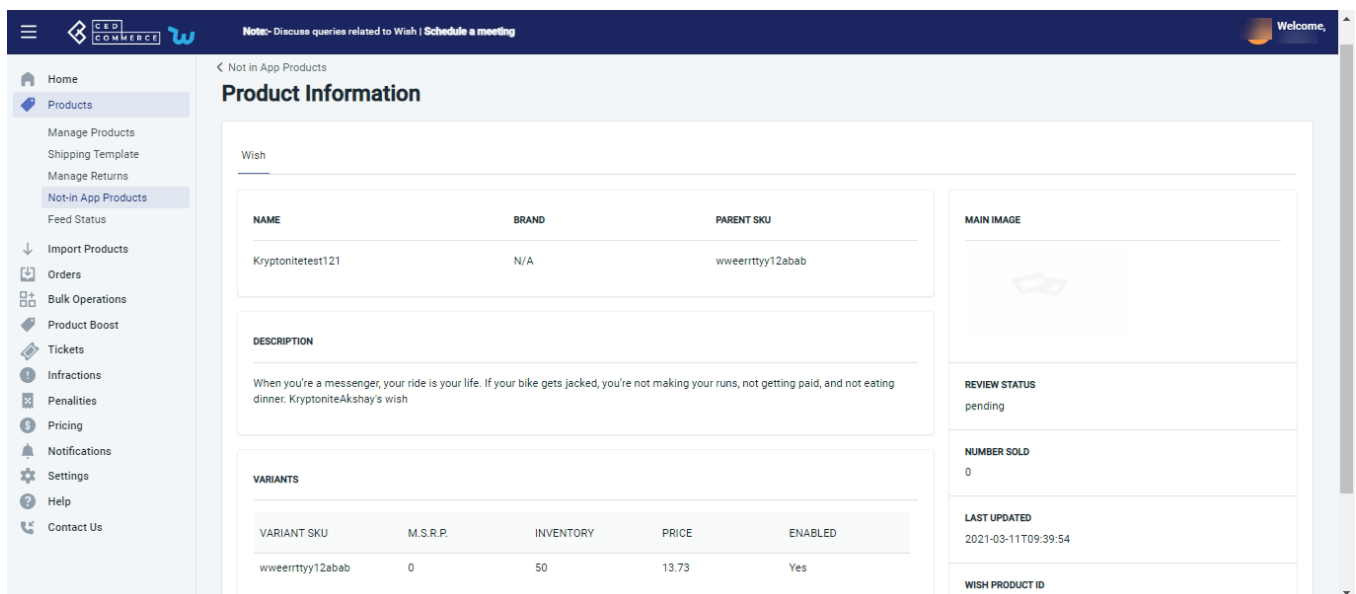 CED COMMERCE
Note:- Discuss queries related to Wish | Schedule a meeting
Welcome,
Home
Products
Manage Products
Shipping Template
Manage Returns
Not-in App Products
Feed Status
Import Products
Orders
Bulk Operations
Product Boost
Tickets
Infractions
Penalities
Pricing
Notifications
Settings
Help
Contact Us
Not in App Products
Product Information
Wish
NAME BRAND PARENT SKU
Kryptonitetest121 N/A wweerrttyy12abab
DESCRIPTION
When you're a messenger, your ride is your life. If your bike gets jacked, you're not making your runs, not getting paid, and not eating
dinner. KryptoniteAkshay's wish
VARIANTS
VARIANT SKU M.S.R.P. INVENTORY PRICE ENABLED
wweerrttyy12abab 0 50 13.73 Yes
MAIN IMAGE
REVIEW STATUS
pending
NUMBER SOLD
0
LAST UPDATED
2021-03-11T09:39:54
WISH PRODUCT ID